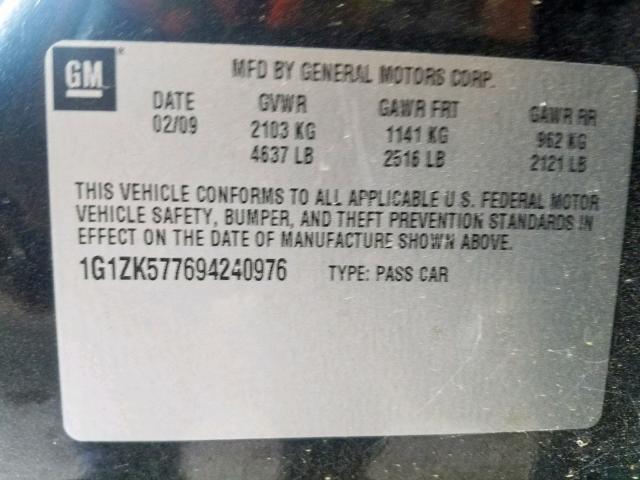 GM®
MFD BY GENERAL MOTORS CORP.
DATE GVWR GAWR FRT GAWR RR
02/09 2103 KG 1141 KG 962 KG
4637 LB 2516 LB 2121 LB
THIS VEHICLE CONFORMS TO ALL APPLICABLE U.S. FEDERAL MOTOR
VEHICLE SAFETY, BUMPER, AND THEFT PREVENTION STANDARDS IN
EFFECT ON THE DATE OF MANUFACTURE SHOWN ABOVE.
1G1ZK577694240976 TYPE: PASS CAR